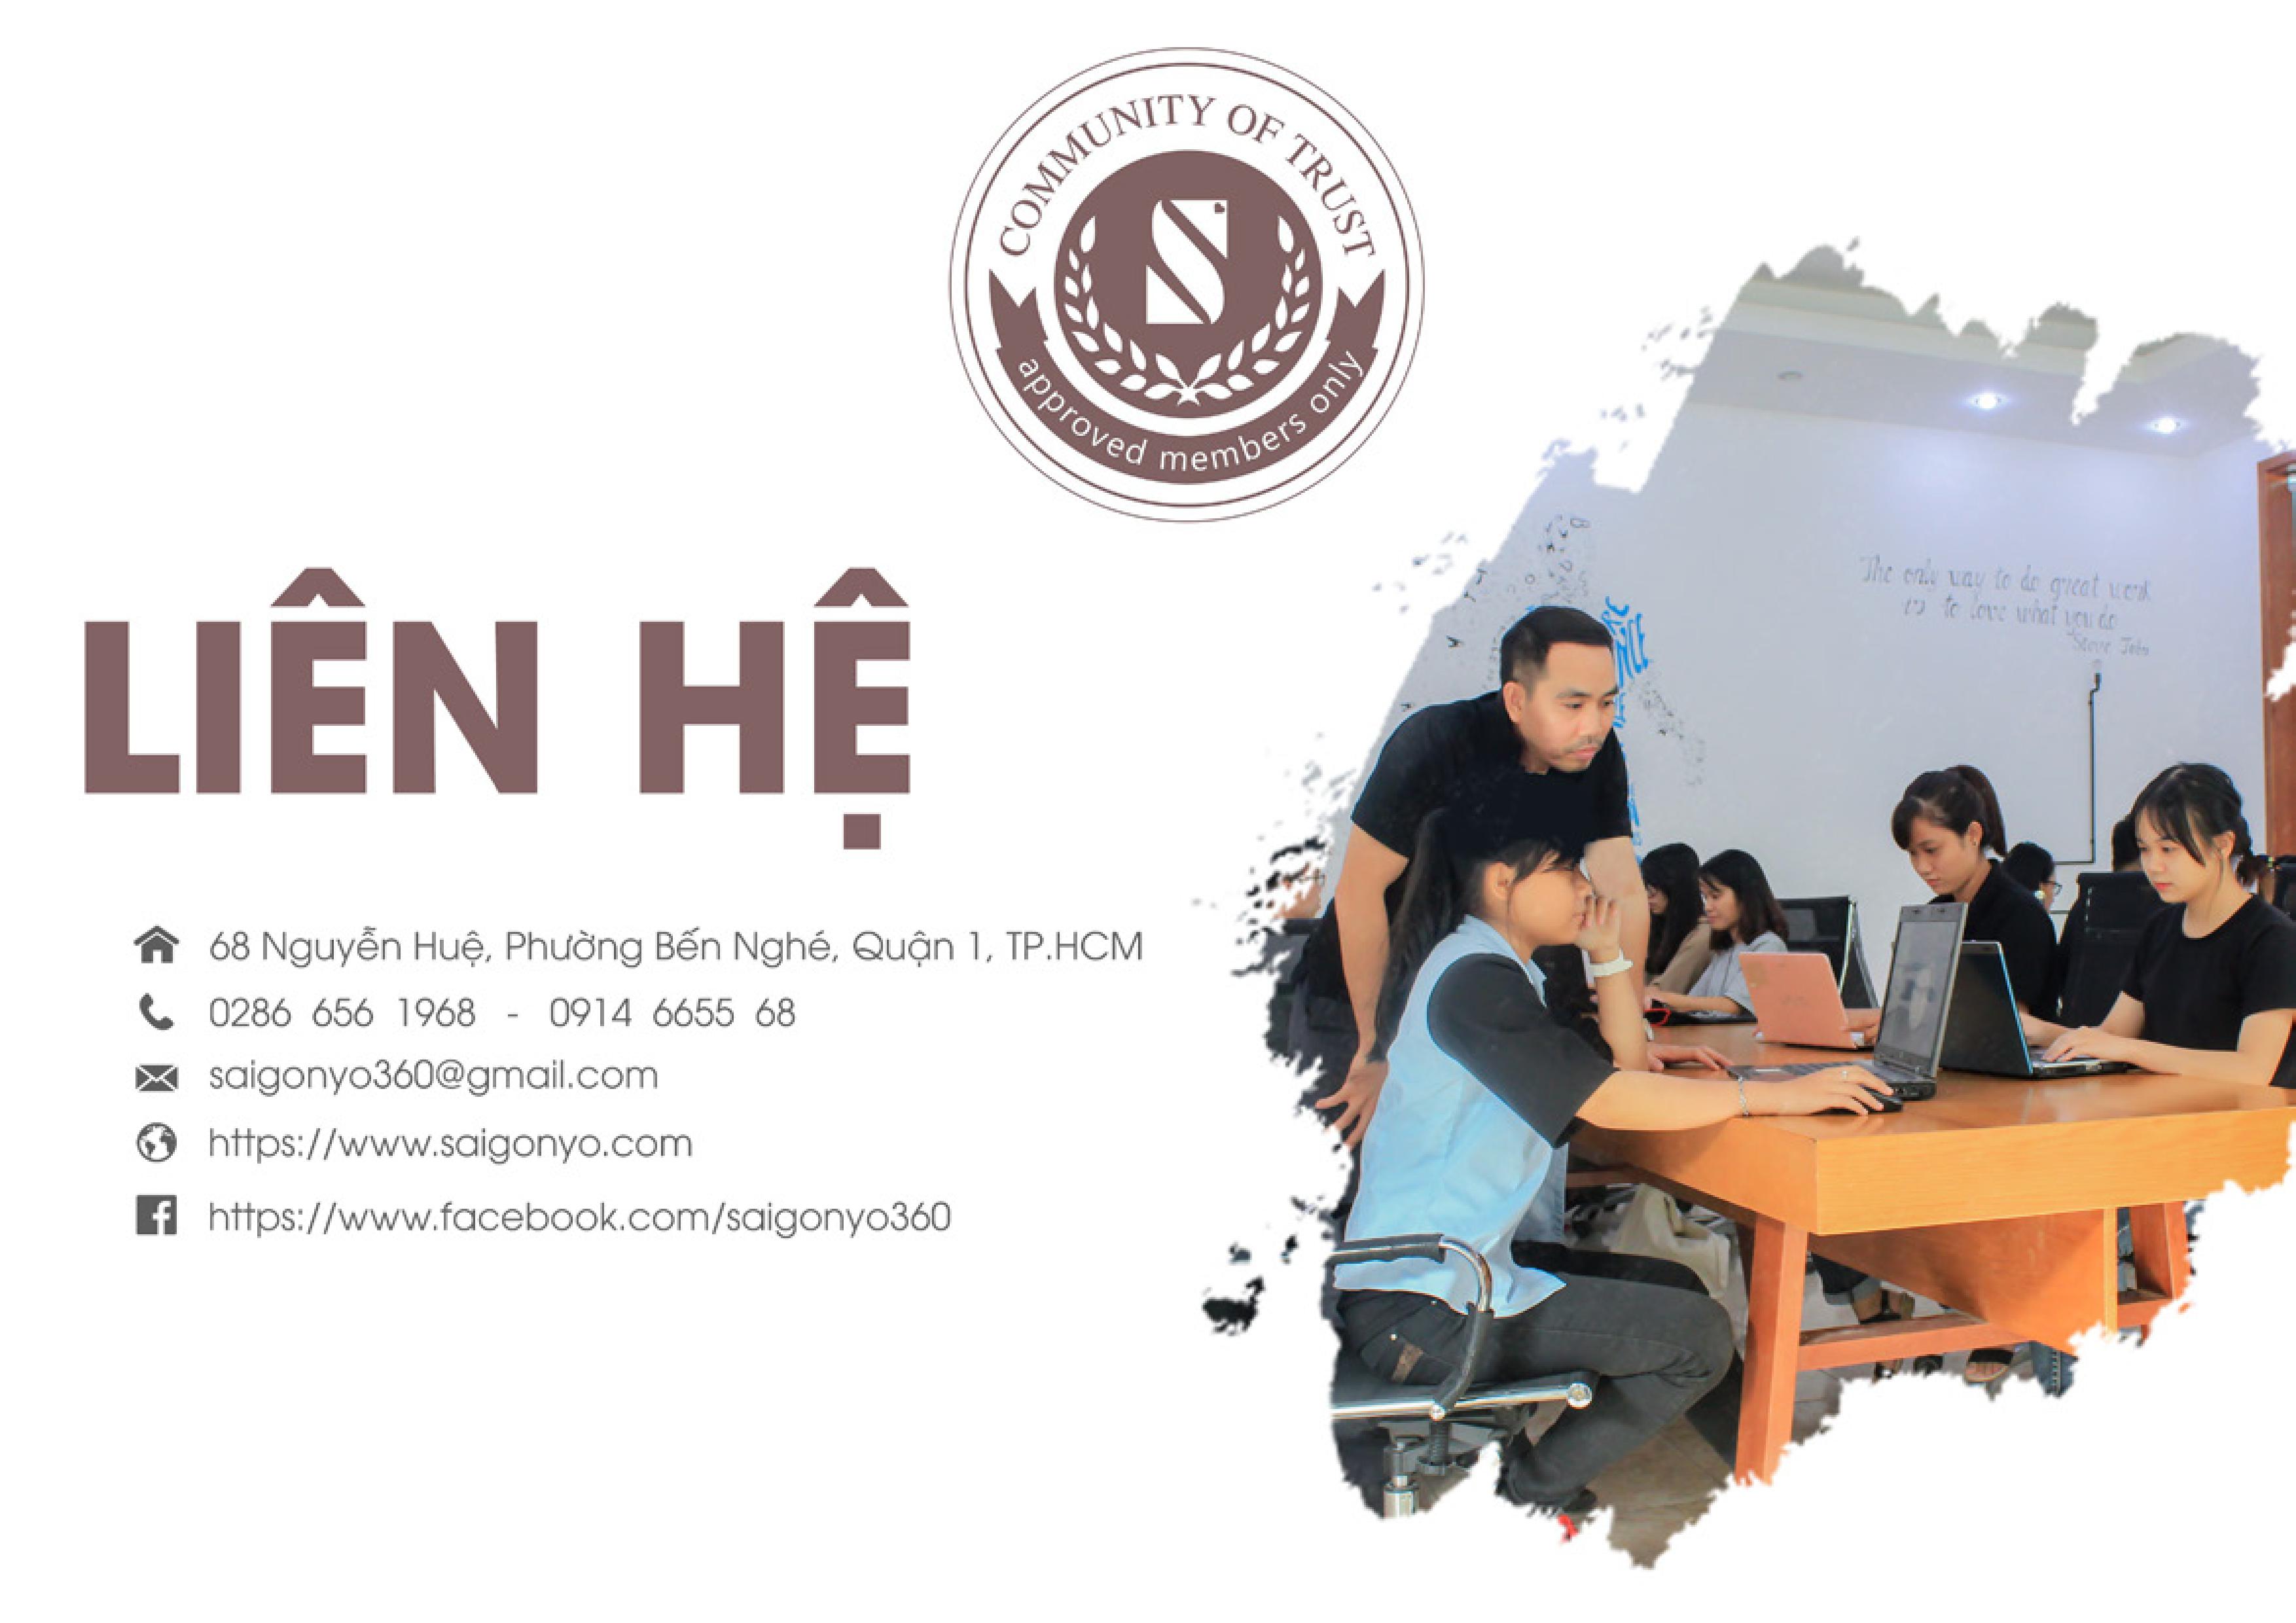 COMMUNITY OF TRUST
S
approved members only
LIÊN HỆ
68 Nguyễn Huệ, Phường Bến Nghé, Quận 1, TP.HCM
0286 656 1968 - 0914 6655 68
saigonyo360@gmail.com
https://www.saigonyo.com
https://www.facebook.com/saigonyo360
The only way to do great work
is to love what you do
Steve Jobs